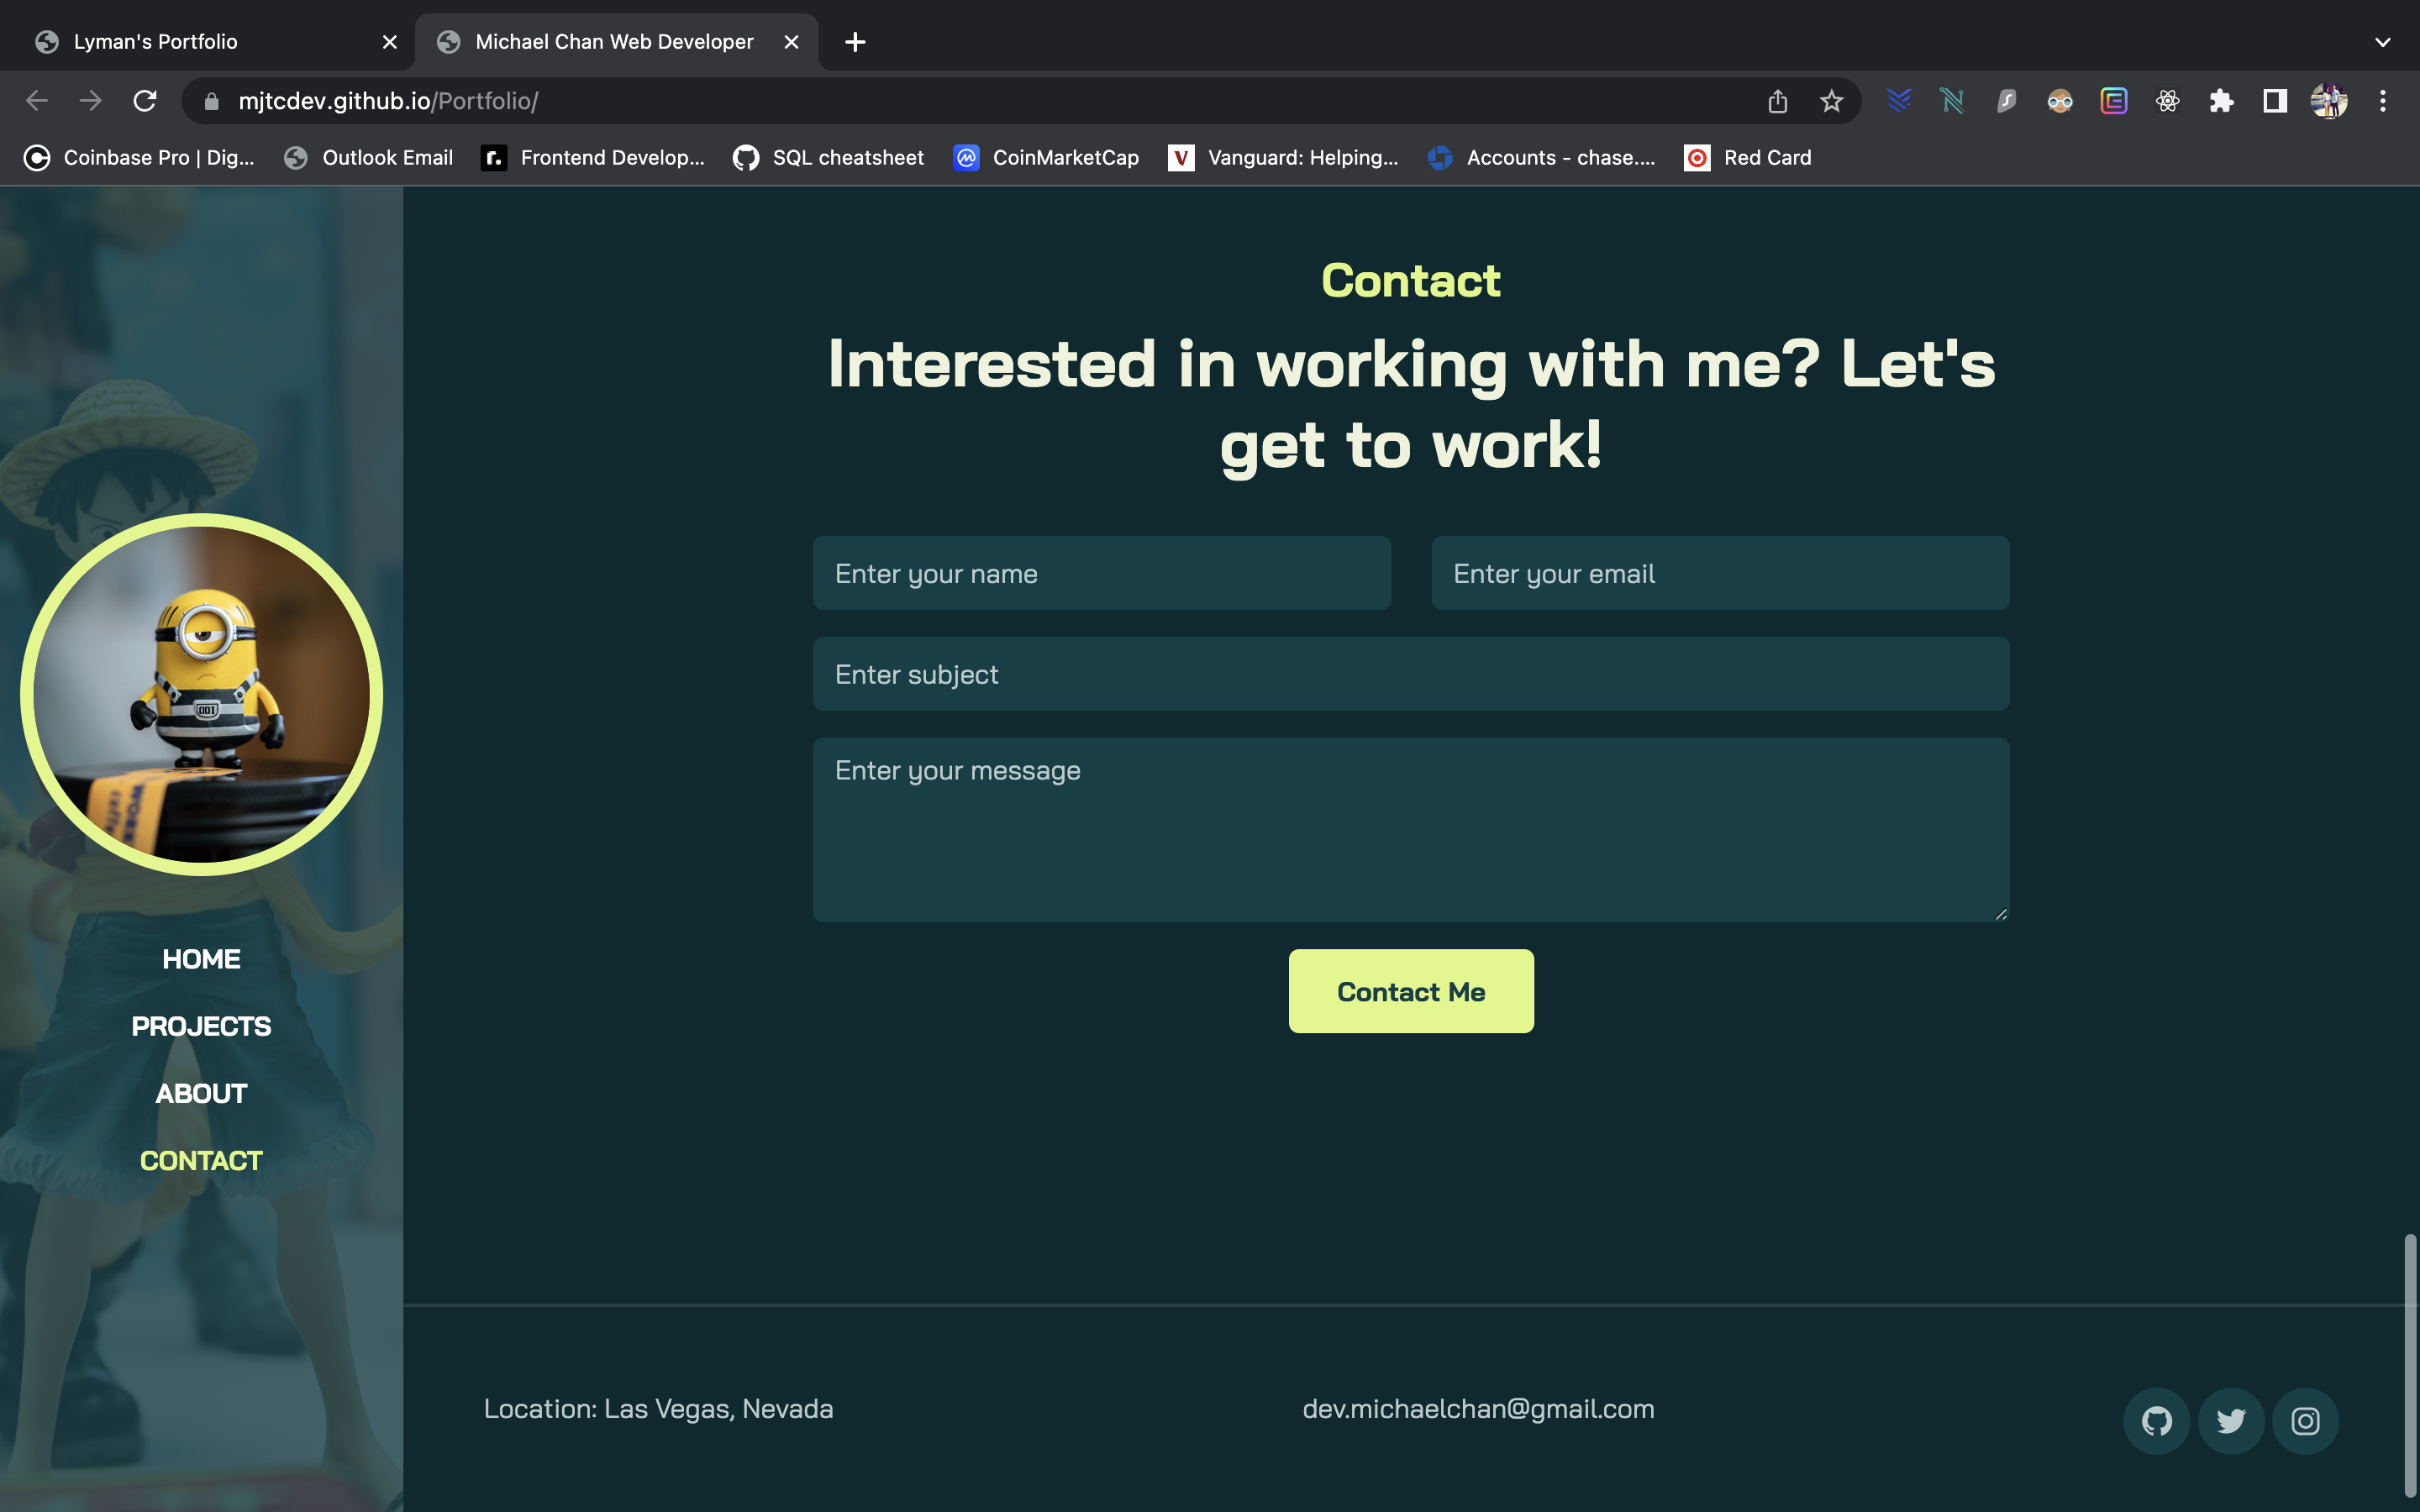 Lyman's Portfolio
Michael Chan Web Developer
mjtcdev.github.io/Portfolio/
Coinbase Pro | Dig...
Outlook Email
Frontend Develop...
SQL cheatsheet
CoinMarketCap
Vanguard: Helping...
Accounts - chase....
Red Card
001
HOME
PROJECTS
ABOUT
CONTACT
Contact
Interested in working with me? Let's
get to work!
Enter your name
Enter your email
Enter subject
Enter your message
Contact Me
Location: Las Vegas, Nevada
dev.michaelchan@gmail.com